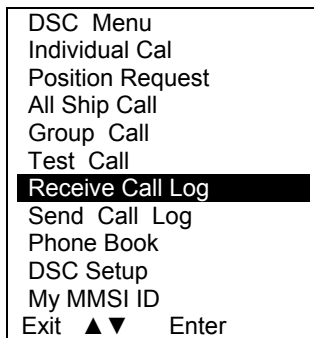 DSC Menu
Individual Cal
Position Request
All Ship Call
Group Call
Test Call
Receive Call Log
Send Call Log
Phone Book
DSC Setup
My MMSI ID
Exit ▲▼ Enter